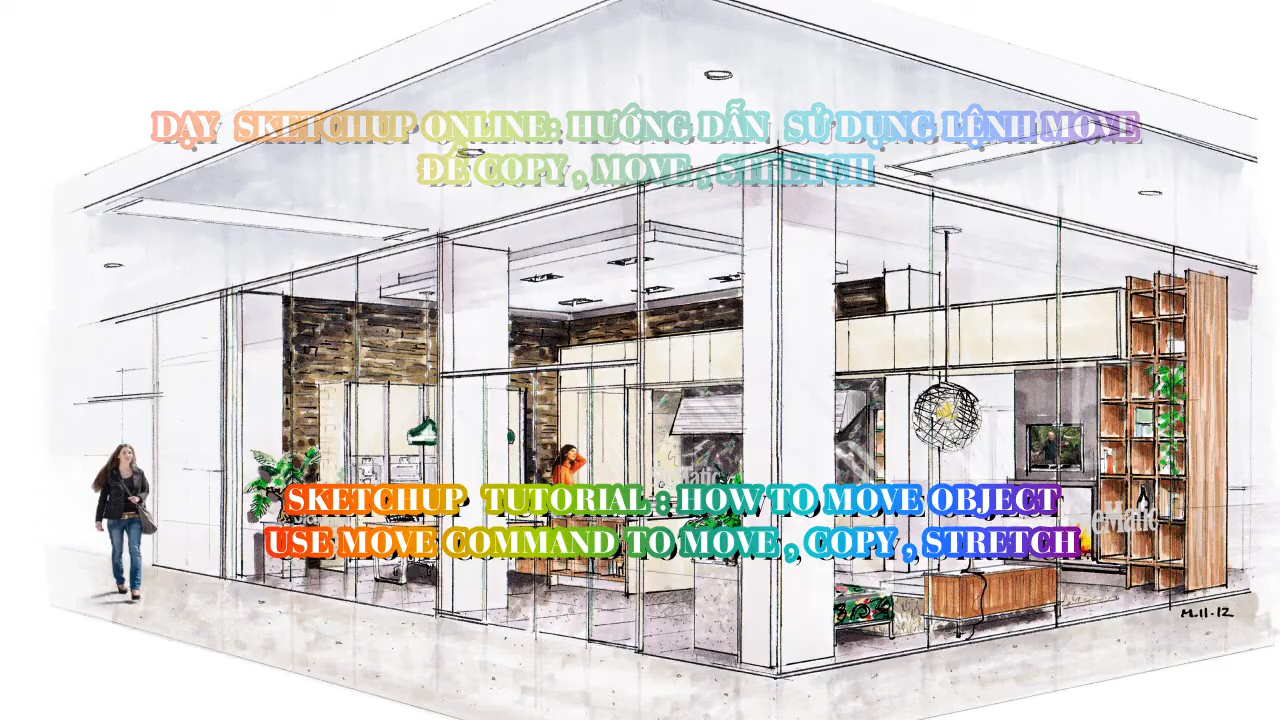 DẠY SKETCHUP ONLINE: HƯỚNG DẪN SỬ DỤNG LỆNH MOVE
ĐỂ COPY , MOVE , STRETCH
SKETCHUP TUTORIAL : HOW TO MOVE OBJECT
USE MOVE COMMAND TO MOVE , COPY , STRETCH
M.11.12